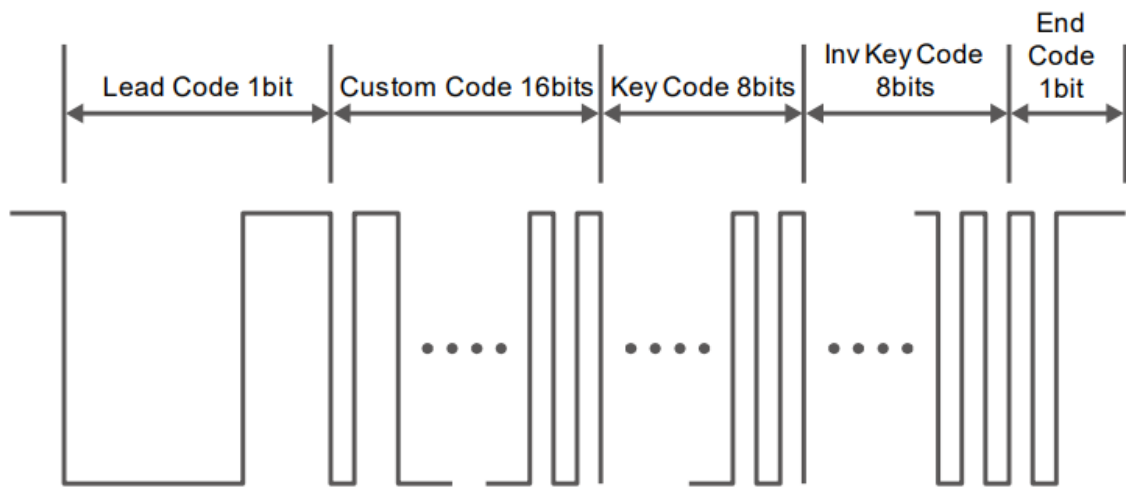 Lead Code 1bit
Custom Code 16bits
Key Code 8bits
Inv Key Code
8bits
End
Code
1bit